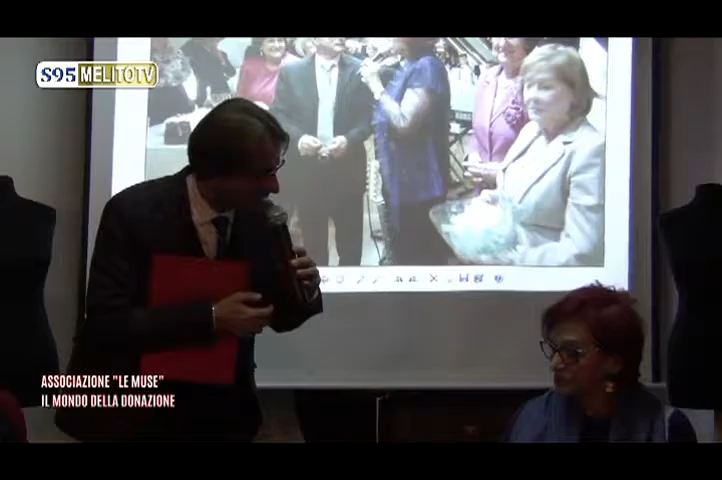 S95 MELITOTV
ASSOCIAZIONE "LE MUSE"
IL MONDO DELLA DONAZIONE